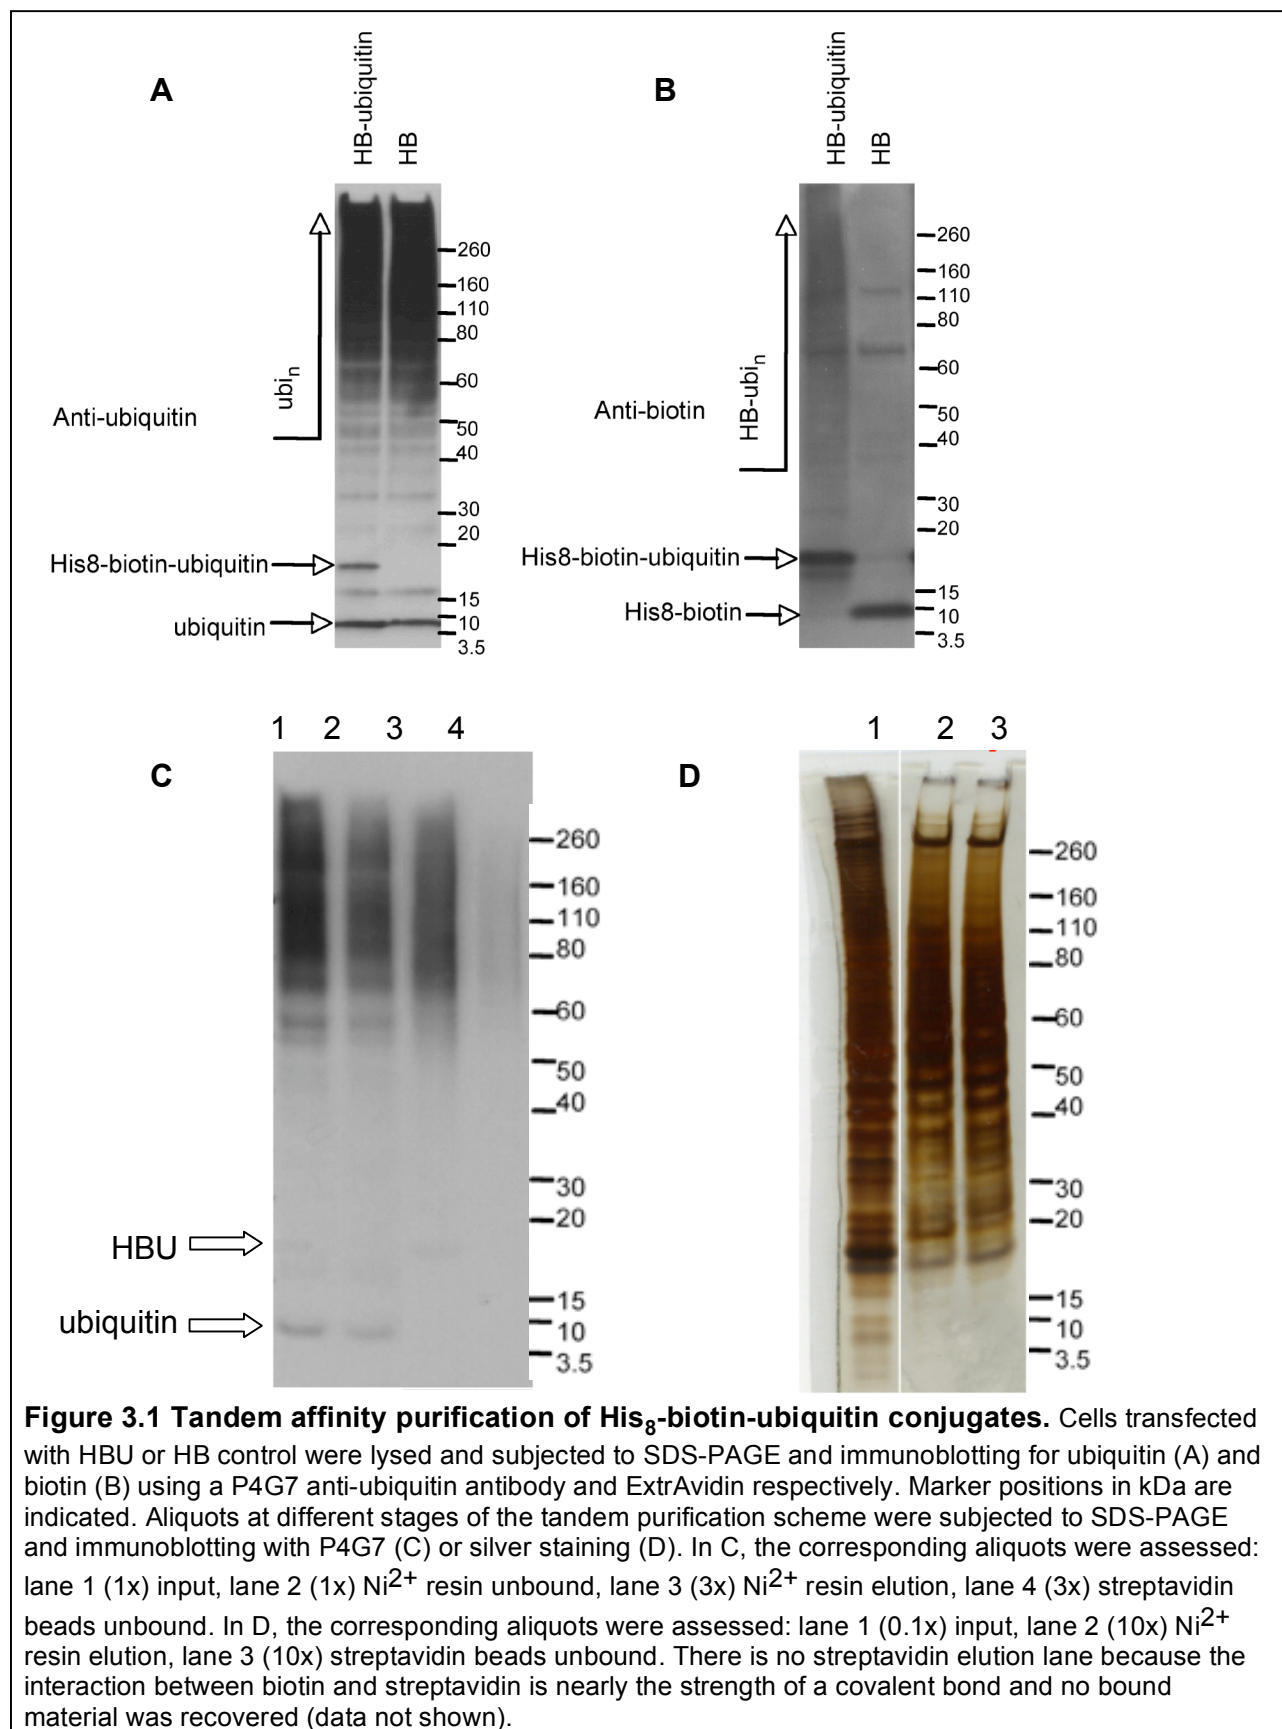 A
HB-ubiquitin
HB
260
160
110
80
60
50
40
30
20
15
10
3.5
ubin
Anti-ubiquitin
His8-biotin-ubiquitin
ubiquitin
B
HB-ubiquitin
HB
260
160
110
80
60
50
40
30
20
15
10
3.5
HB-ubin
Anti-biotin
His8-biotin-ubiquitin
His8-biotin
C
1 2 3 4
260
160
110
80
60
50
40
30
20
15
10
3.5
HBU
ubiquitin
D
1 2 3
260
160
110
80
60
50
40
30
20
15
10
3.5
Figure 3.1 Tandem affinity purification of His8-biotin-ubiquitin conjugates. Cells transfected
with HBU or HB control were lysed and subjected to SDS-PAGE and immunoblotting for ubiquitin (A) and
biotin (B) using a P4G7 anti-ubiquitin antibody and ExtrAvidin respectively. Marker positions in kDa are
indicated. Aliquots at different stages of the tandem purification scheme were subjected to SDS-PAGE
and immunoblotting with P4G7 (C) or silver staining (D). In C, the corresponding aliquots were assessed:
lane 1 (1x) input, lane 2 (1x) Ni2+ resin unbound, lane 3 (3x) Ni2+ resin elution, lane 4 (3x) streptavidin
beads unbound. In D, the corresponding aliquots were assessed: lane 1 (0.1x) input, lane 2 (10x) Ni2+
resin elution, lane 3 (10x) streptavidin beads unbound. There is no streptavidin elution lane because the
interaction between biotin and streptavidin is nearly the strength of a covalent bond and no bound
material was recovered (data not shown).